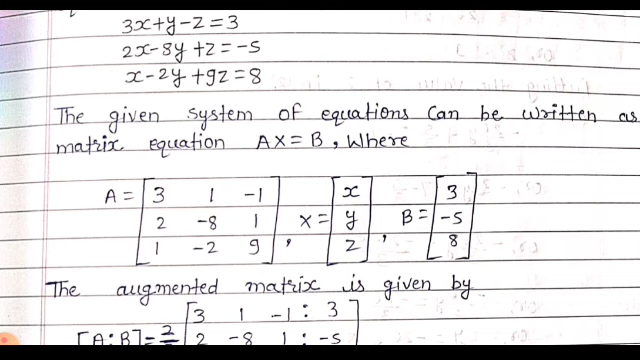 3x+y-z=3
2x-8y+z=-5
x-2y+9z=8
The given system of equations can be written as
matrix equation AX=B, Where
A = [3 1 -1
2 -8 1
1 -2 9], X = [x
y
z], B = [3
-5
8]
The augmented matrix is given by
[3 1 -1 : 3]
[A:B] = 2 -8 1 : -5